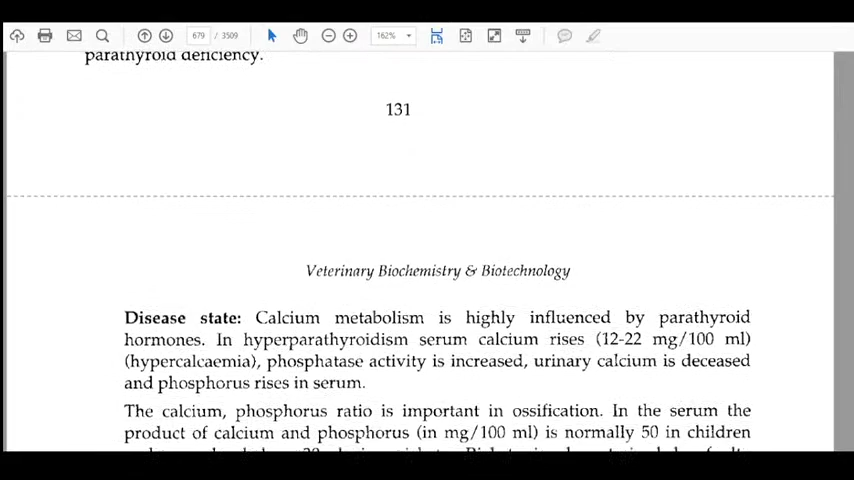 679 / 3509 162%
parathyroid deficiency.
131
Veterinary Biochemistry & Biotechnology
Disease state: Calcium metabolism is highly influenced by parathyroid
hormones. In hyperparathyroidism serum calcium rises (12-22 mg/100 ml)
(hypercalcaemia), phosphatase activity is increased, urinary calcium is deceased
and phosphorus rises in serum.
The calcium, phosphorus ratio is important in ossification. In the serum the
product of calcium and phosphorus (in mg/100 ml) is normally 50 in children